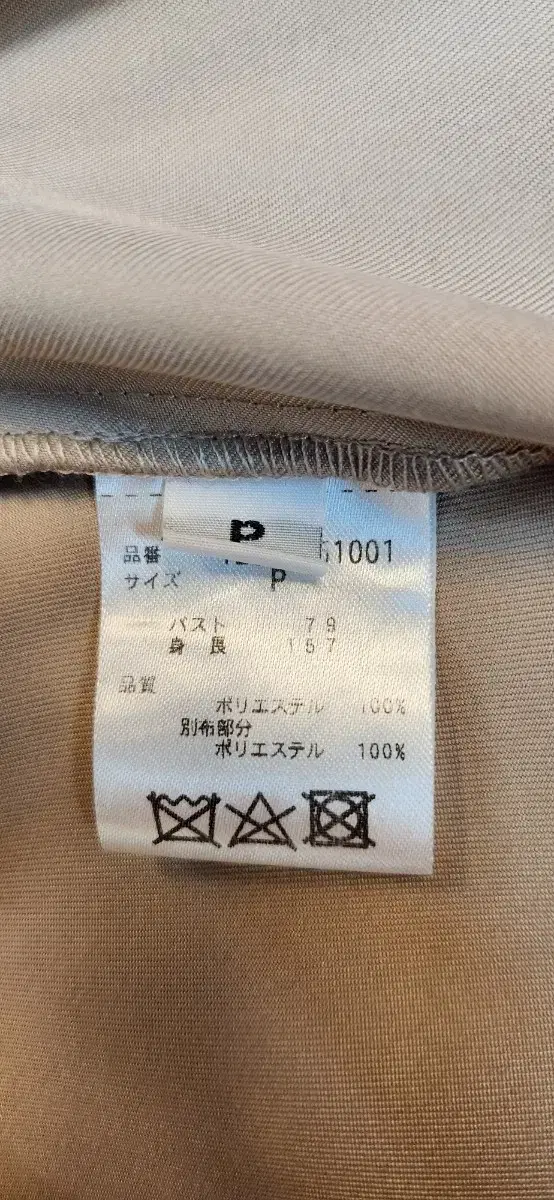 P
品番 51001
サイズ P
バスト 79
身長 157
品質
ポリエステル 100%
別布部分
ポリエステル 100%